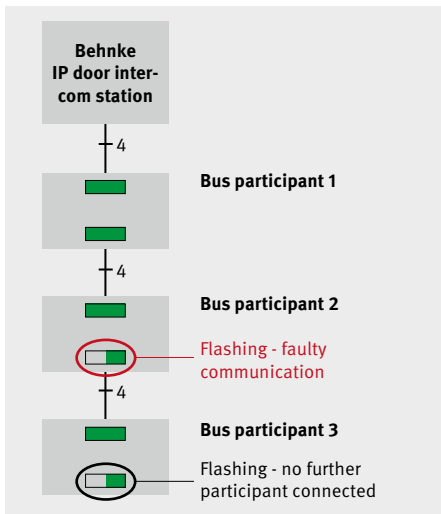 Behnke
IP door inter-
com station
4
Bus participant 1
4
Bus participant 2
Flashing - faulty
communication
4
Bus participant 3
Flashing - no further
participant connected